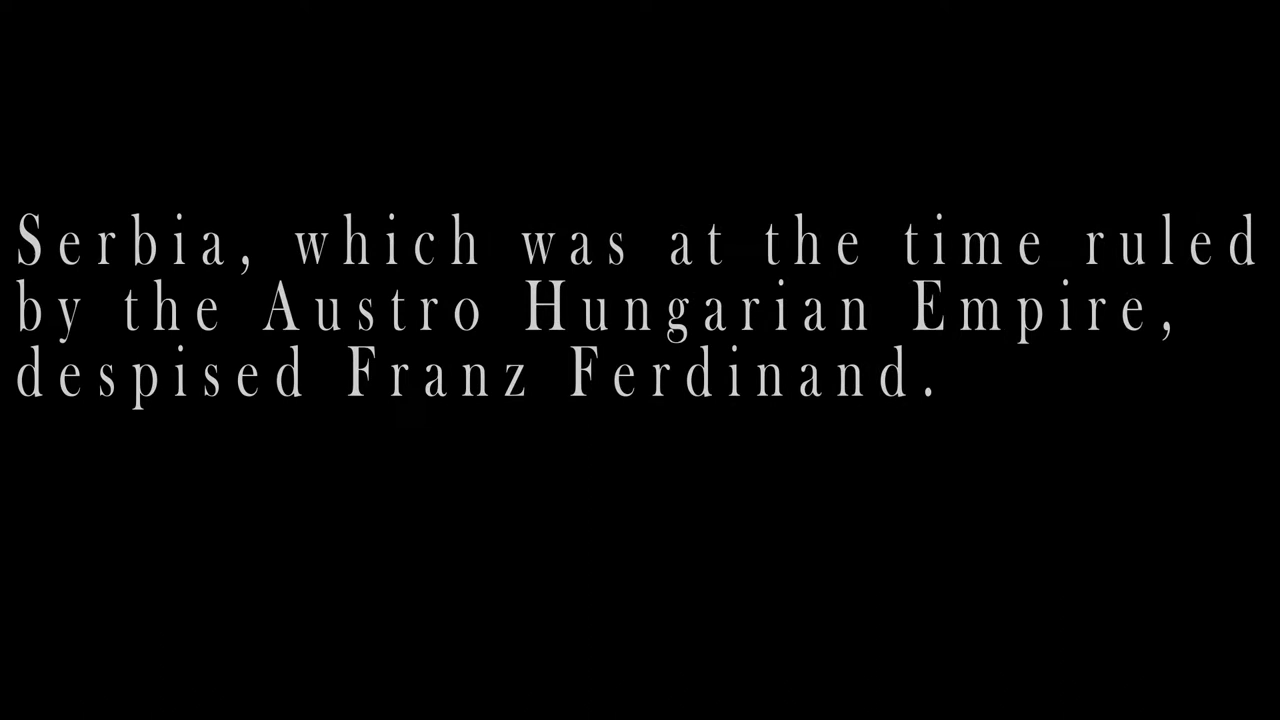 Serbia, which was at the time ruled
by the Austro Hungarian Empire,
despised Franz Ferdinand.